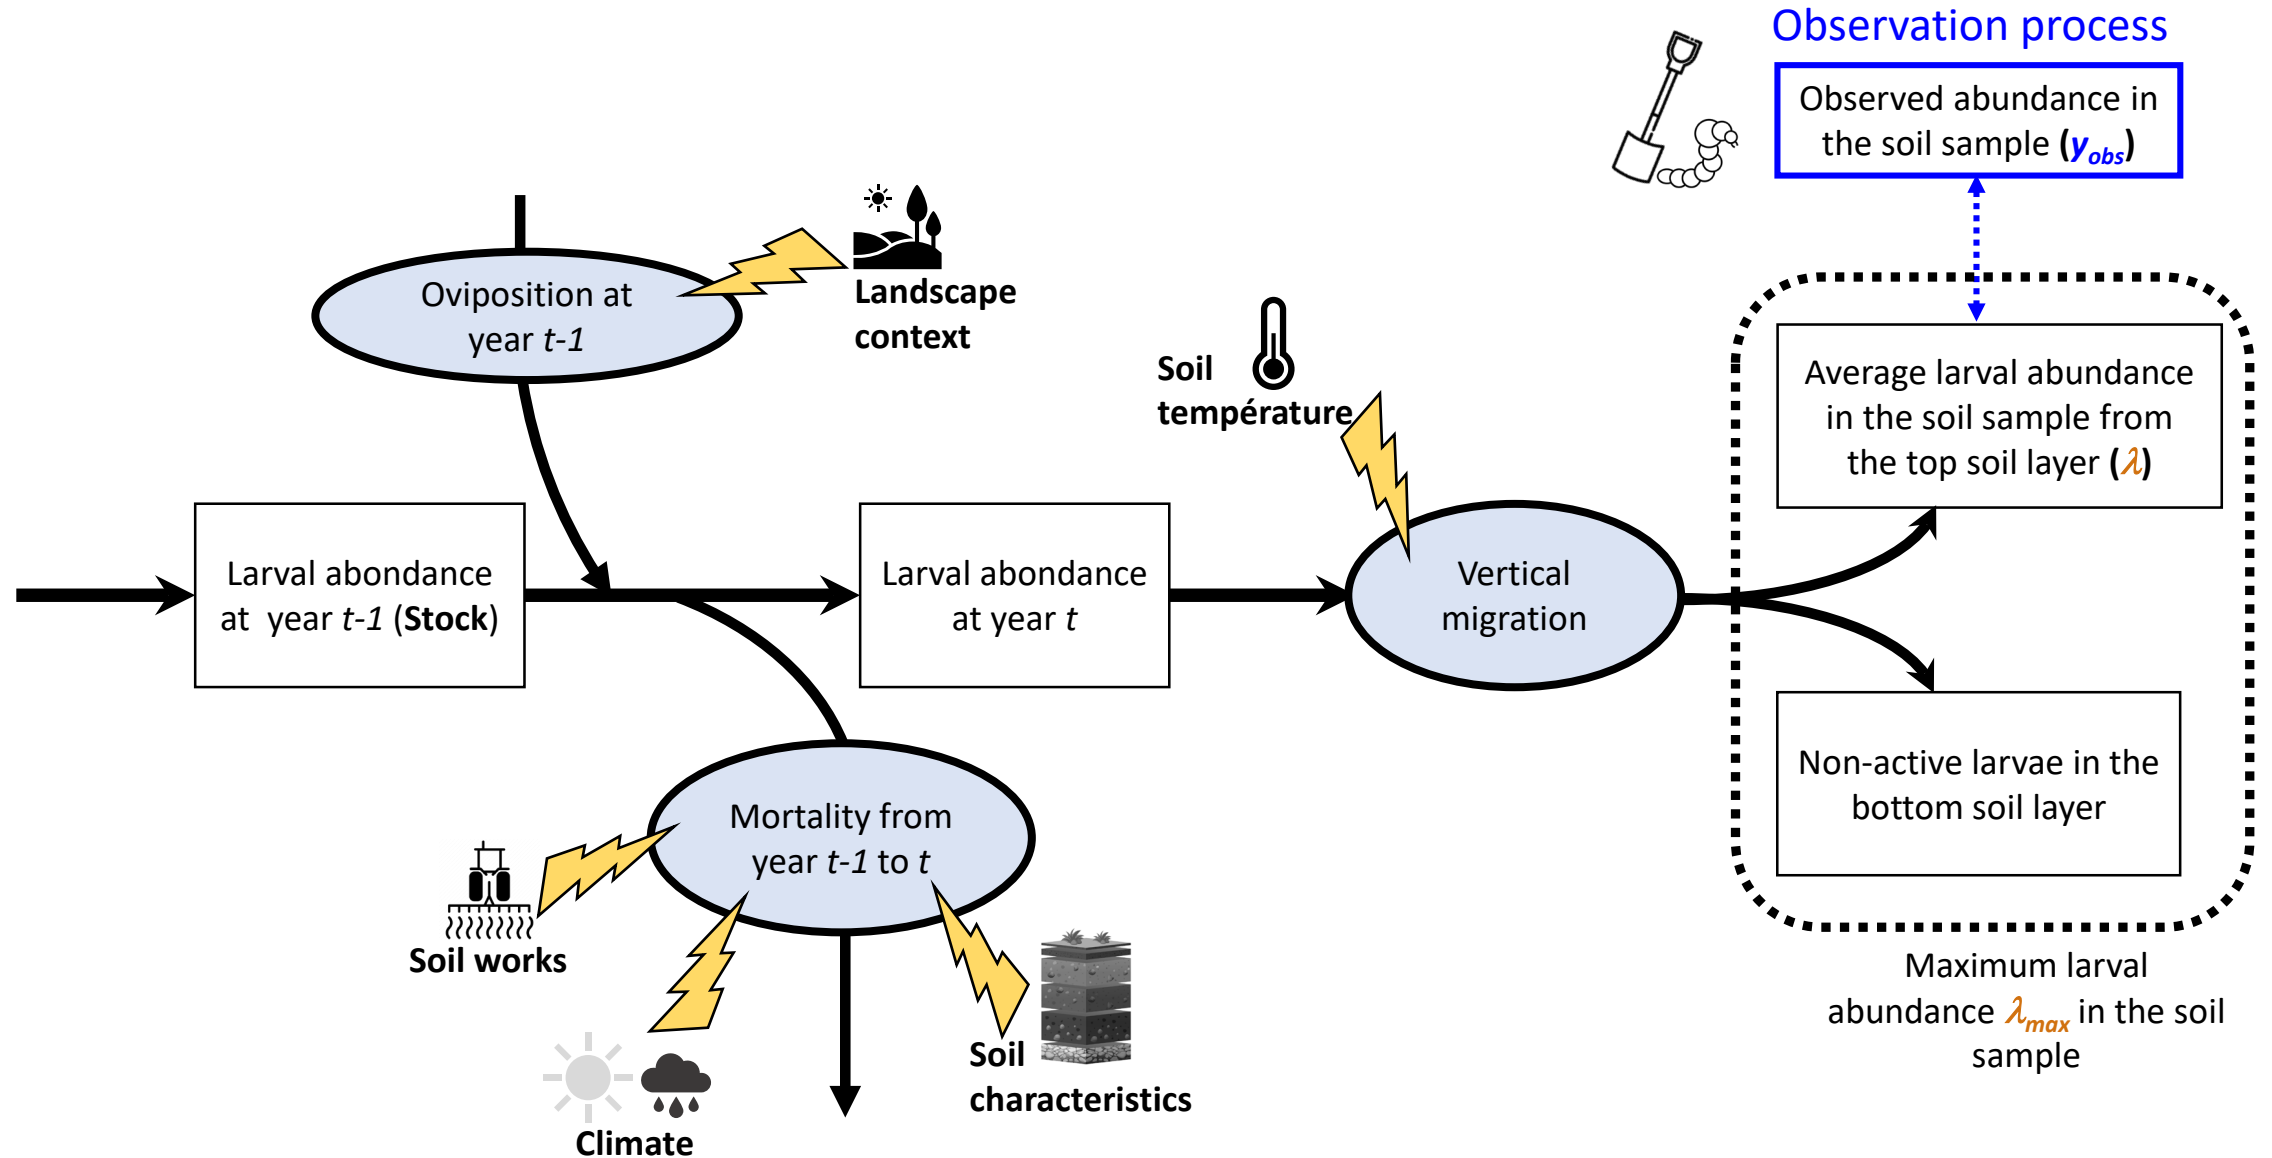 Observation process
Observed abundance in
the soil sample (y_obs)
Oviposition at
year t-1
Landscape
context
Soil
température
Average larval abundance
in the soil sample from
the top soil layer (λ)
Larval abondance
at year t-1 (Stock)
Larval abondance
at year t
Vertical
migration
Non-active larvae in the
bottom soil layer
Mortality from
year t-1 to t
Soil works
Climate
Soil
characteristics
Maximum larval
abundance λ_max in the soil
sample